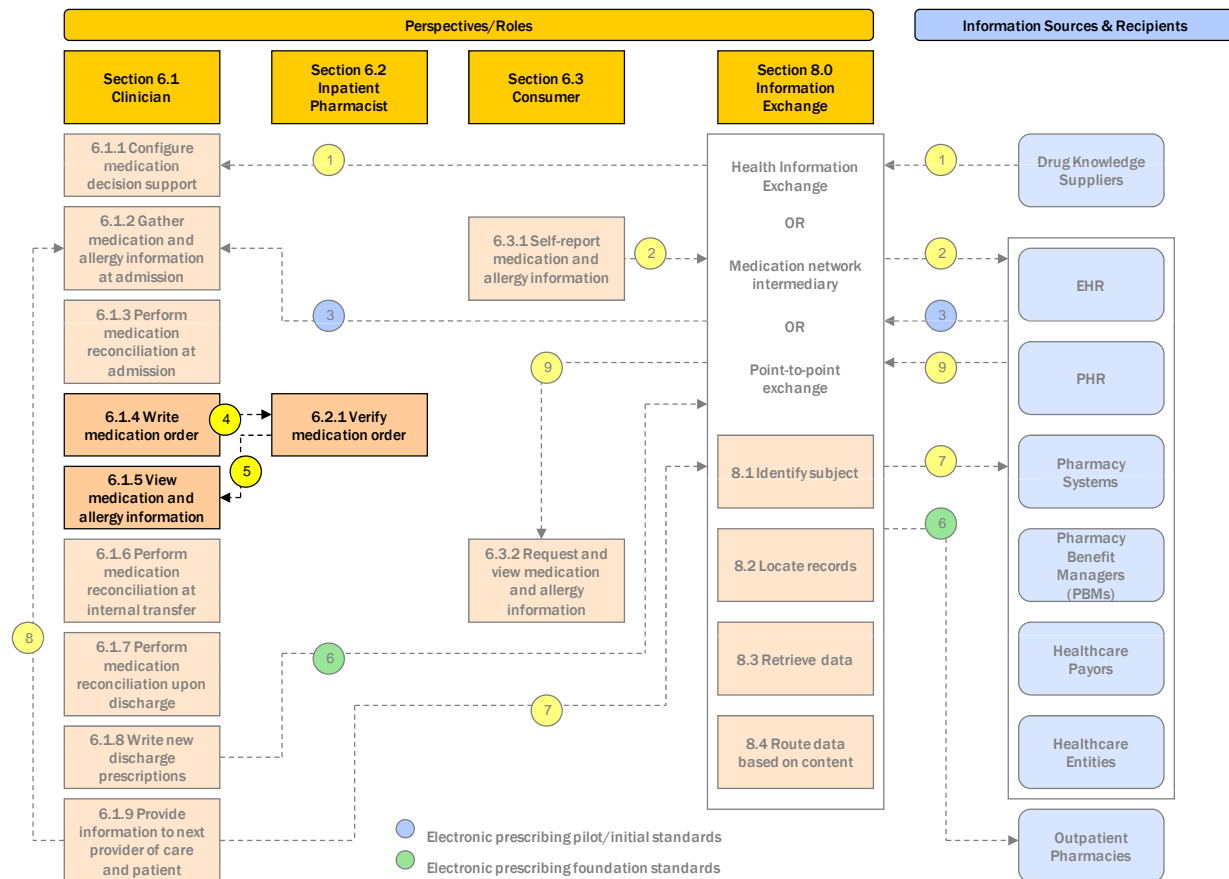 Perspectives/Roles
Information Sources & Recipients
Section 6.1
Clinician
Section 6.2
Inpatient
Pharmacist
Section 6.3
Consumer
Section 8.0
Information
Exchange
6.1.1 Configure
medication
decision support
1
Health Information
Exchange
1
Drug Knowledge
Suppliers
OR
6.1.2 Gather
medication and
allergy information
at admission
6.3.1 Self-report
medication and
allergy information
2
Medication network
intermediary
2
EHR
6.1.3 Perform
medication
reconciliation at
admission
3
OR
3
9
Point-to-point
exchange
9
PHR
6.1.4 Write
medication order
4
6.2.1 Verify
medication order
5
6.1.5 View
medication and
allergy information
8.1 Identify subject
7
Pharmacy
Systems
6
6.1.6 Perform
medication
reconciliation at
internal transfer
6.3.2 Request and
view medication
and allergy
information
8.2 Locate records
Pharmacy
Benefit
Managers
(PBMs)
8
6.1.7 Perform
medication
reconciliation upon
discharge
6
8.3 Retrieve data
Healthcare
Payors
7
6.1.8 Write new
discharge
prescriptions
8.4 Route data
based on content
Healthcare
Entities
6.1.9 Provide
information to next
provider of care
and patient
Electronic prescribing pilot/initial standards
Electronic prescribing foundation standards
Outpatient
Pharmacies